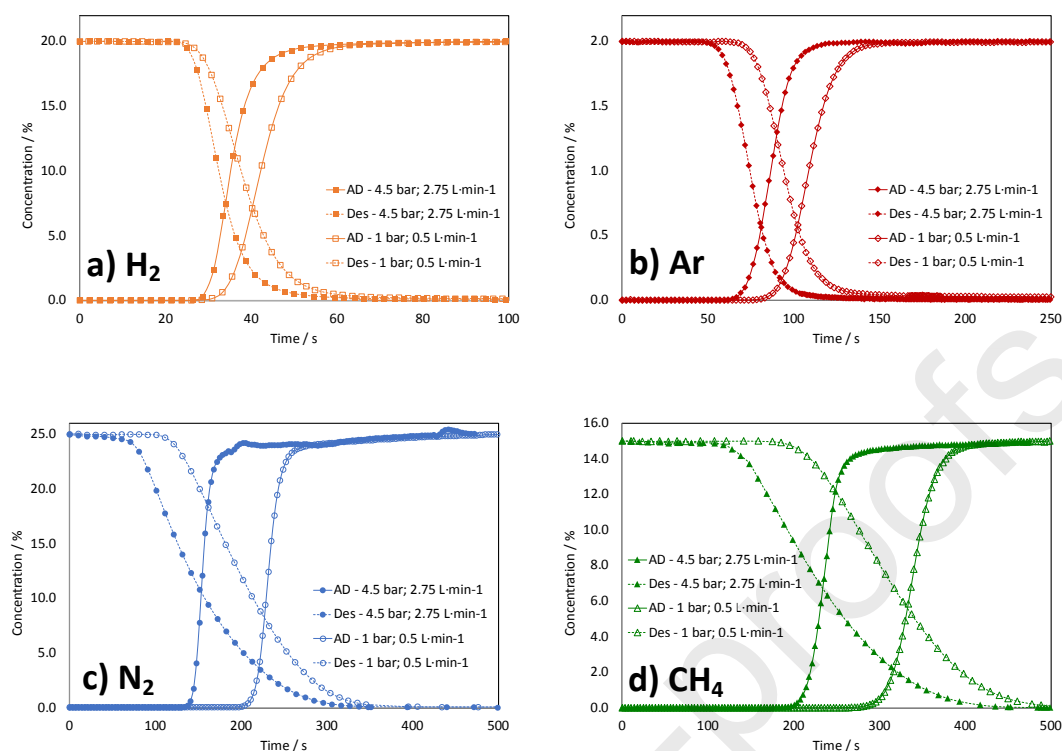 20.0
15.0
10.0
5.0
0.0
Concentration / %
0
20
40
60
80
100
Time / s
AD - 4.5 bar; 2.75 L·min-1
Des - 4.5 bar; 2.75 L·min-1
AD - 1 bar; 0.5 L·min-1
Des - 1 bar; 0.5 L·min-1
a) H2
2.0
1.5
1.0
0.5
0.0
Concentration / %
0
50
100
150
200
250
Time / s
AD - 4.5 bar; 2.75 L·min-1
Des - 4.5 bar; 2.75 L·min-1
AD - 1 bar; 0.5 L·min-1
Des - 1 bar; 0.5 L·min-1
b) Ar
25.0
20.0
15.0
10.0
5.0
0.0
Concentration / %
0
100
200
300
400
500
Time / s
AD - 4.5 bar; 2.75 L·min-1
Des - 4.5 bar; 2.75 L·min-1
AD - 1 bar; 0.5 L·min-1
Des - 1 bar; 0.5 L·min-1
c) N2
16.0
14.0
12.0
10.0
8.0
6.0
4.0
2.0
0.0
Concentration / %
0
100
200
300
400
500
Time / s
AD - 4.5 bar; 2.75 L·min-1
Des - 4.5 bar; 2.75 L·min-1
AD - 1 bar; 0.5 L·min-1
Des - 1 bar; 0.5 L·min-1
d) CH4
roofs